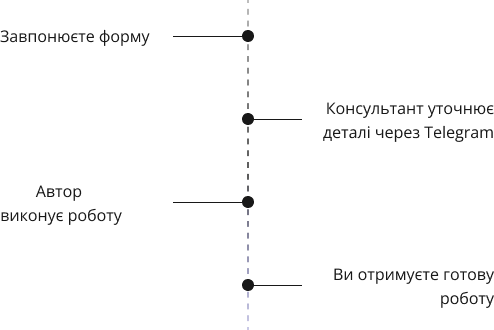 Завпонюєте форму
Консультант уточнює
деталі через Telegram
Автор
виконує роботу
Ви отримуєте готову
роботу